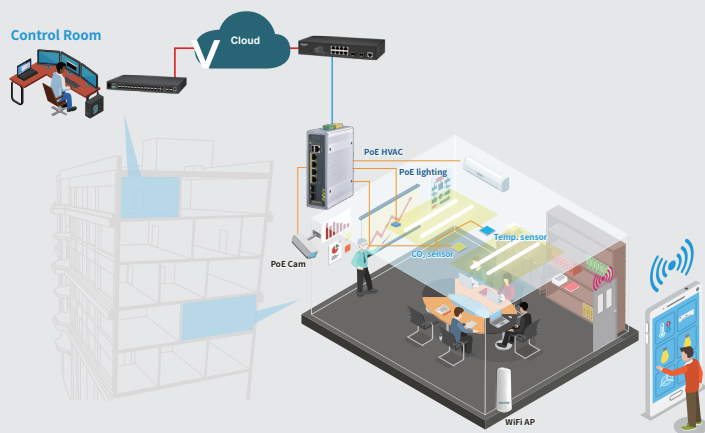 Control Room
V
Cloud
PoE HVAC
PoE lighting
Temp. sensor
CO₂ sensor
PoE Cam
WiFi AP